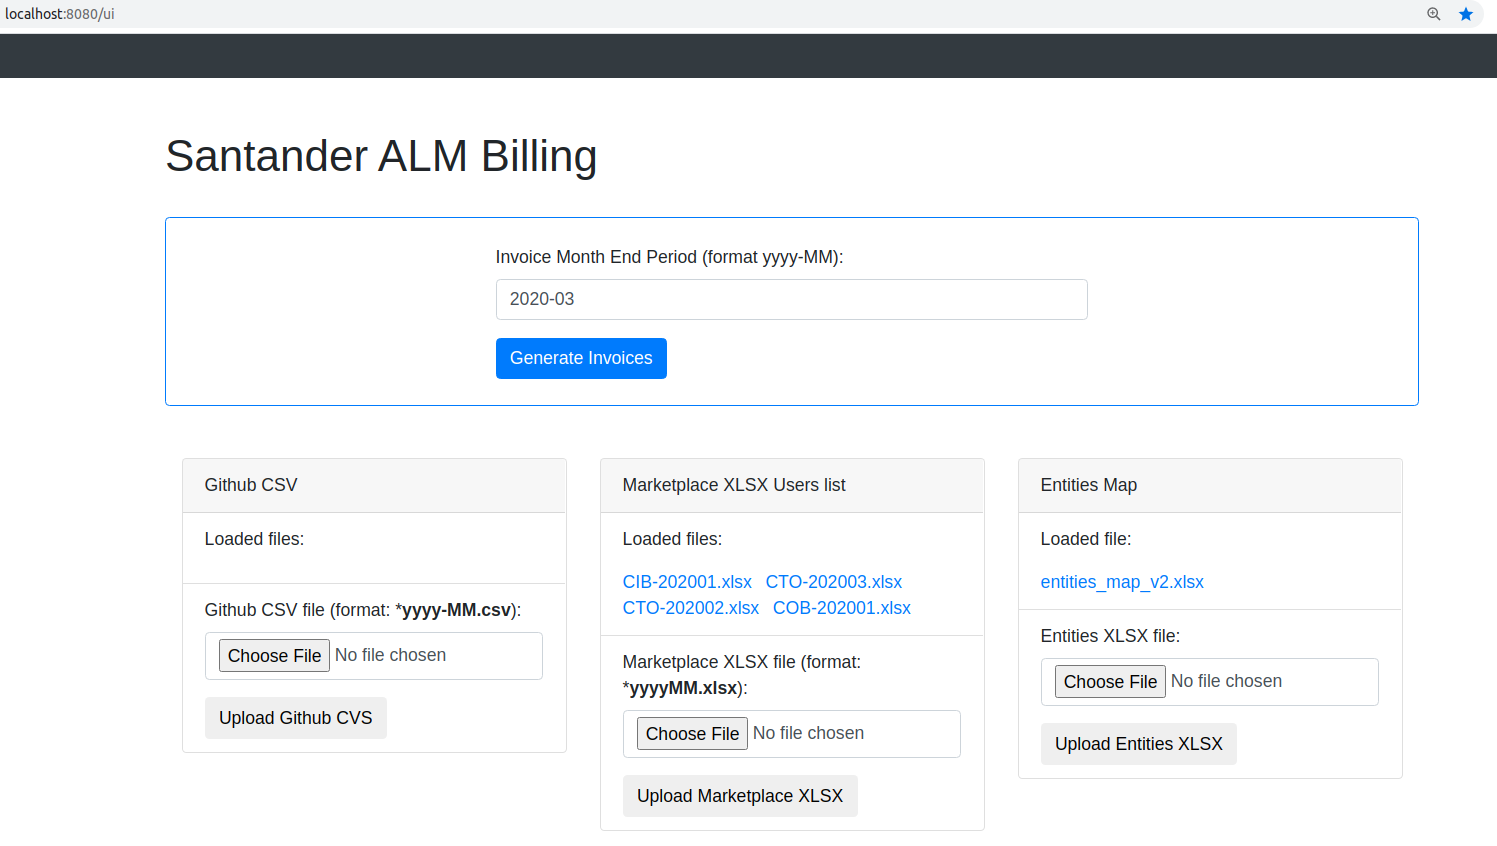 localhost:8080/ui
Santander ALM Billing
Invoice Month End Period (format yyyy-MM):
2020-03
Generate Invoices
Github CSV
Loaded files:
Github CSV file (format: *yyyy-MM.csv):
Choose File No file chosen
Upload Github CVS
Marketplace XLSX Users list
Loaded files:
CIB-202001.xlsx CTO-202003.xlsx
CTO-202002.xlsx COB-202001.xlsx
Marketplace XLSX file (format:
*yyyyMM.xlsx):
Choose File No file chosen
Upload Marketplace XLSX
Entities Map
Loaded file:
entities_map_v2.xlsx
Entities XLSX file:
Choose File No file chosen
Upload Entities XLSX